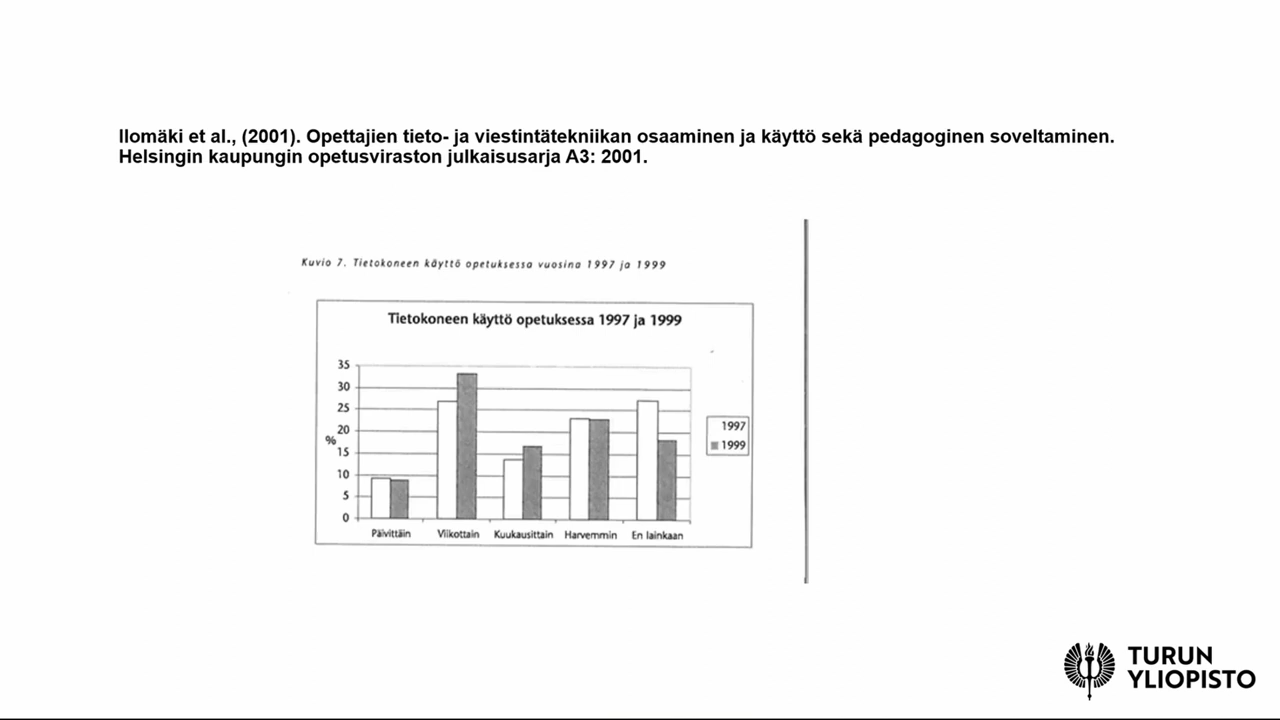 Ilomäki et al., (2001). Opettajien tieto- ja viestintätekniikan osaaminen ja käyttö sekä pedagoginen soveltaminen.
Helsingin kaupungin opetusviraston julkaisusarja A3: 2001.
Kuvio 7. Tietokoneen käyttö opetuksessa vuosina 1997 ja 1999
Tietokoneen käyttö opetuksessa 1997 ja 1999
35
30
25
20
%
15
10
5
0
Päivittäin Viikottain Kuukausittain Harvemmin En lainkaan
1997
1999
TURUN
YLIOPISTO